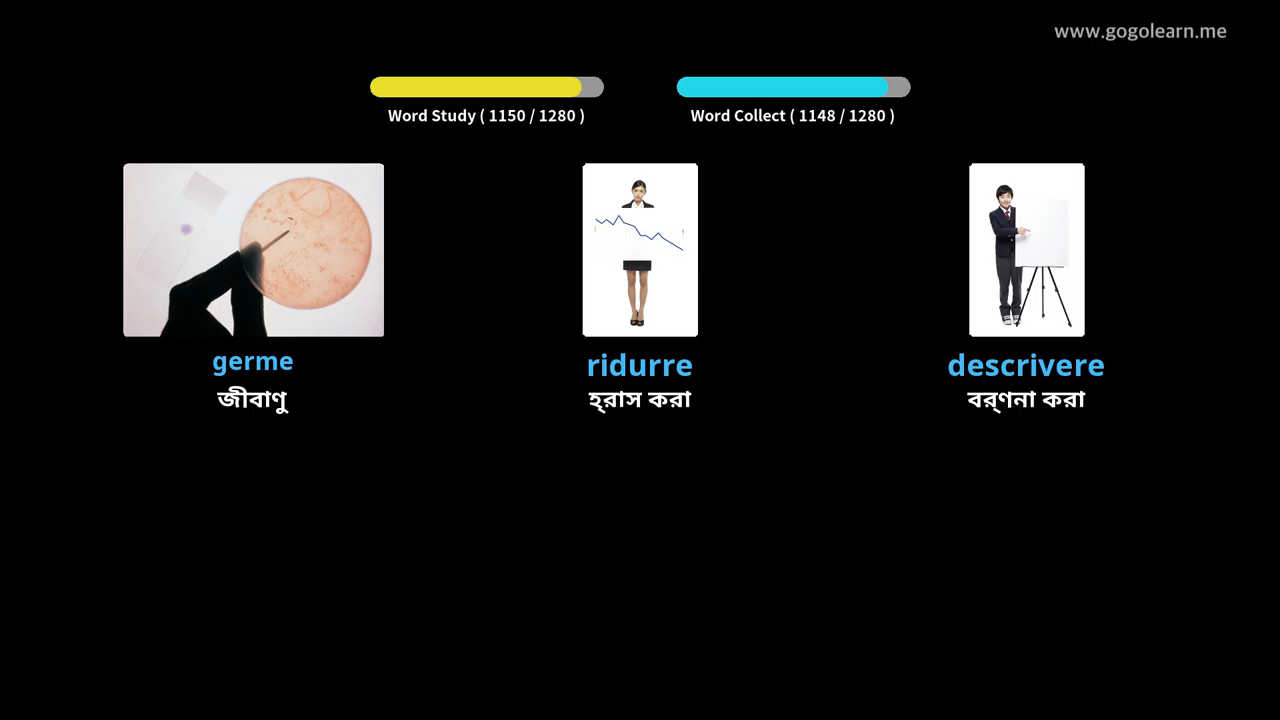 www.gogolearn.me
Word Study ( 1150 / 1280 )
Word Collect ( 1148 / 1280 )
germe
ridurre
descrivere
জীবাণু
হ্রাস করা
বর্ণনা করা